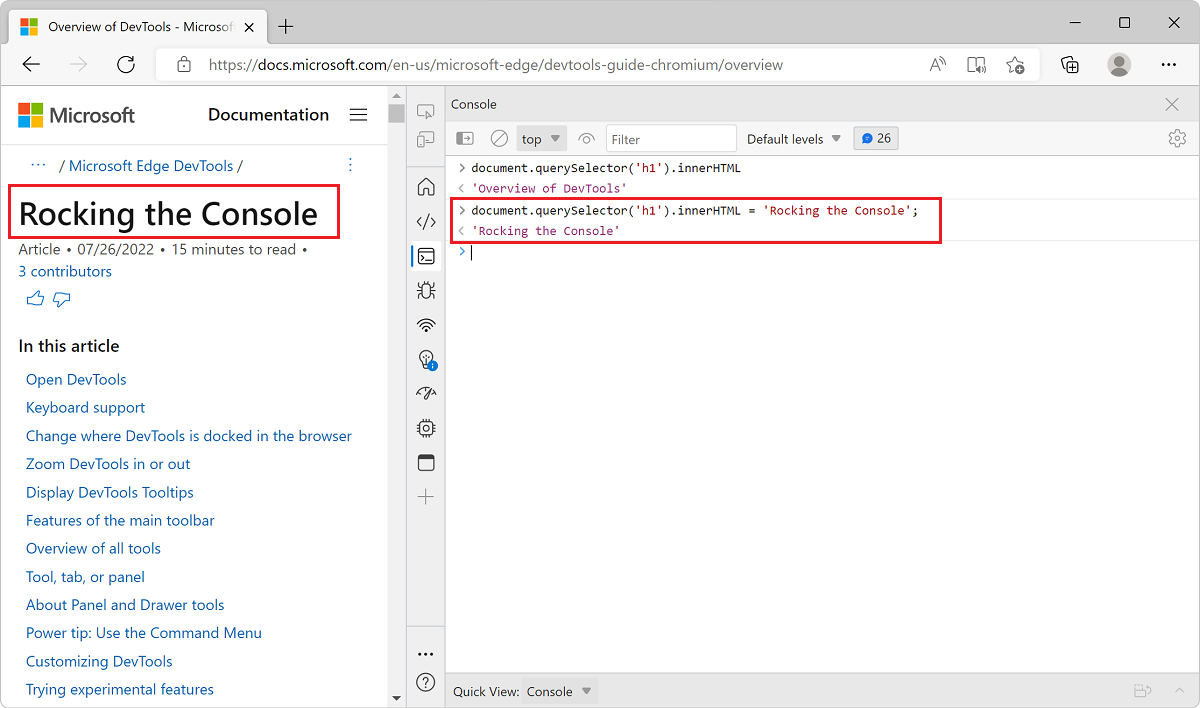 Overview of DevTools - Microsof
https://docs.microsoft.com/en-us/microsoft-edge/devtools-guide-chromium/overview
Microsoft
Documentation
... / Microsoft Edge DevTools /
Rocking the Console
Article • 07/26/2022 • 15 minutes to read •
3 contributors
In this article
Open DevTools
Keyboard support
Change where DevTools is docked in the browser
Zoom DevTools in or out
Display DevTools Tooltips
Features of the main toolbar
Overview of all tools
Tool, tab, or panel
About Panel and Drawer tools
Power tip: Use the Command Menu
Customizing DevTools
Trying experimental features
Console
top
Filter
Default levels
26
> document.querySelector('h1').innerHTML
< 'Overview of DevTools'
> document.querySelector('h1').innerHTML = 'Rocking the Console';
< 'Rocking the Console'
>
Quick View: Console